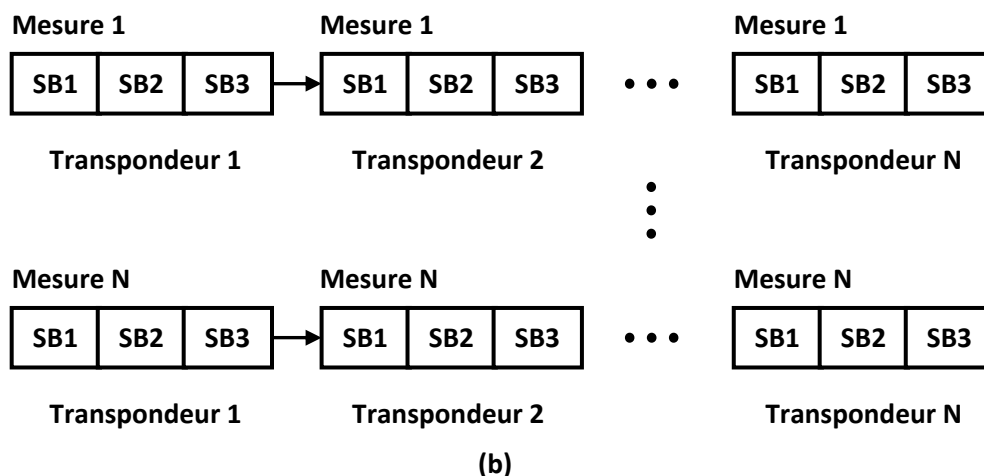 Mesure 1 Mesure 1 Mesure 1
SB1 SB2 SB3 SB1 SB2 SB3 • • • SB1 SB2 SB3
Transpondeur 1 Transpondeur 2 Transpondeur N
Mesure N Mesure N Mesure N
SB1 SB2 SB3 SB1 SB2 SB3 • • • SB1 SB2 SB3
Transpondeur 1 Transpondeur 2 Transpondeur N
(b)